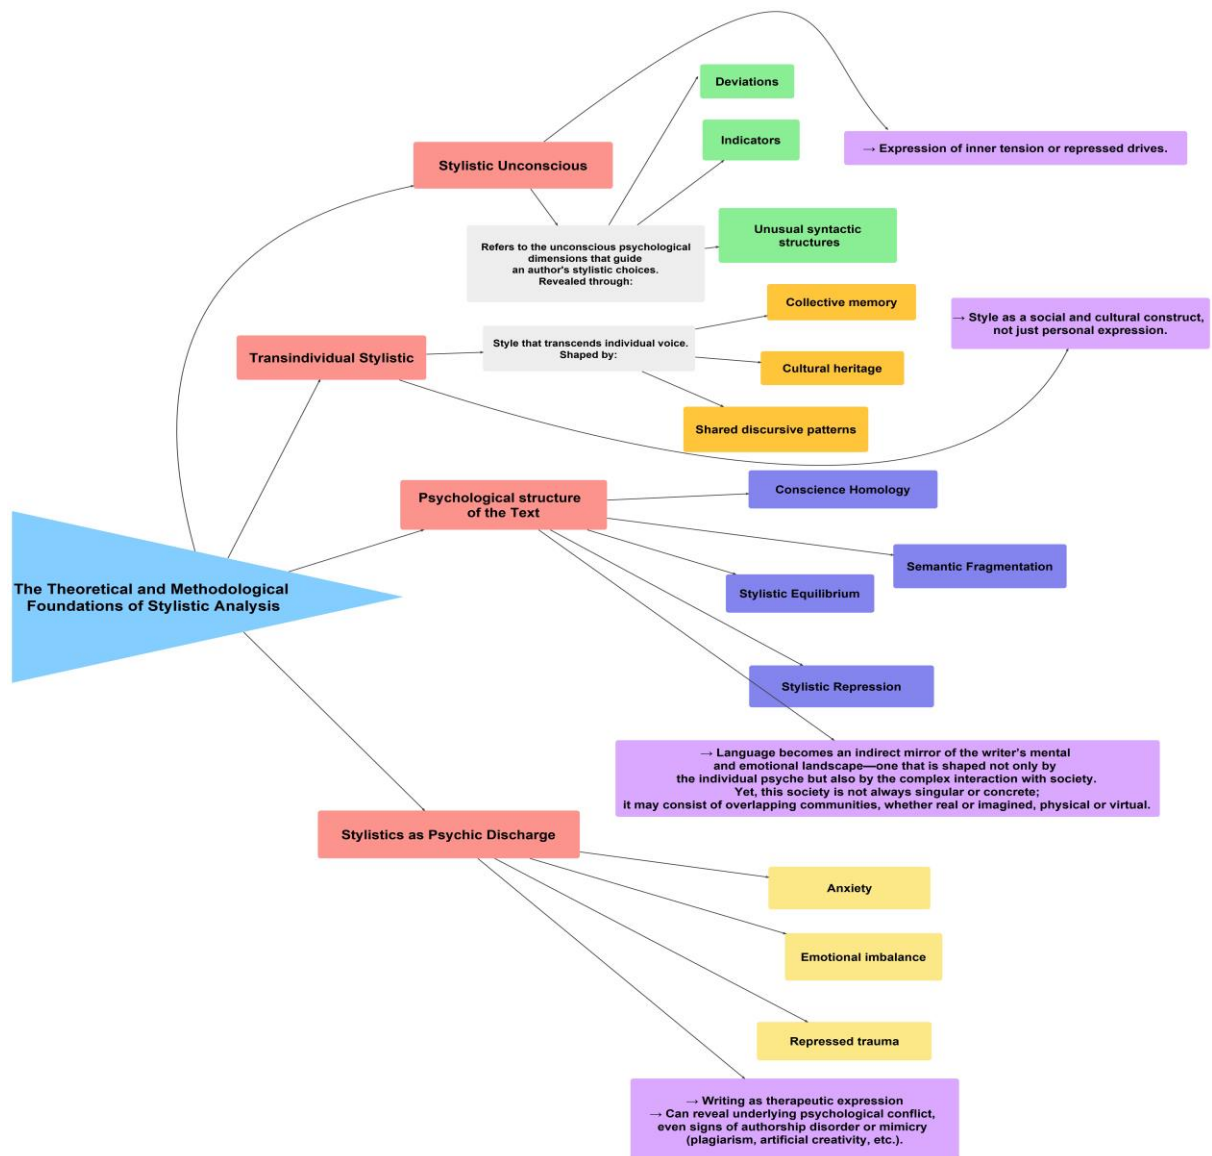 Deviations
Indicators
→ Expression of inner tension or repressed drives.
Stylistic Unconscious
Unusual syntactic
structures
Refers to the unconscious psychological
dimensions that guide
an author's stylistic choices.
Revealed through:
Collective memory
→ Style as a social and cultural construct,
not just personal expression.
Transindividual Stylistic
Style that transcends individual voice.
Shaped by:
Cultural heritage
Shared discursive patterns
Psychological structure
of the Text
Conscience Homology
Semantic Fragmentation
Stylistic Equilibrium
The Theoretical and Methodological
Foundations of Stylistic Analysis
Stylistic Repression
→ Language becomes an indirect mirror of the writer's mental
and emotional landscape—one that is shaped not only by
the individual psyche but also by the complex interaction with society.
Yet, this society is not always singular or concrete;
it may consist of overlapping communities, whether real or imagined, physical or virtual.
Stylistics as Psychic Discharge
Anxiety
Emotional imbalance
Repressed trauma
→ Writing as therapeutic expression
→ Can reveal underlying psychological conflict,
even signs of authorship disorder or mimicry
(plagiarism, artificial creativity, etc.).